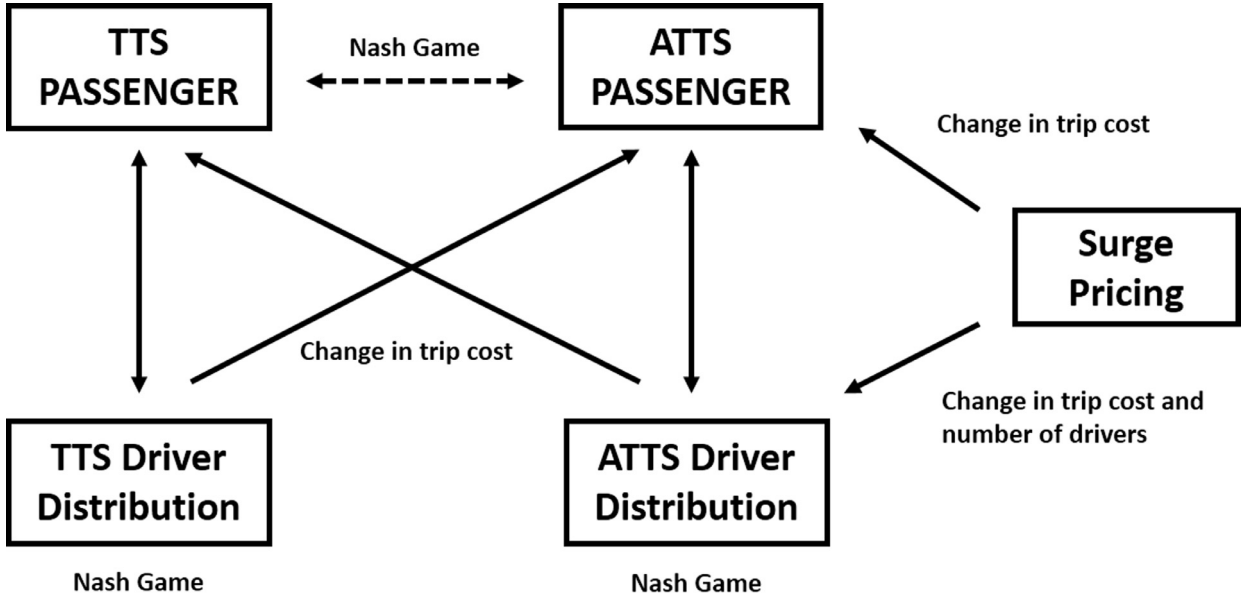 TTS
PASSENGER
Nash Game
ATTS
PASSENGER
Change in trip cost
Surge
Pricing
Change in trip cost
Change in trip cost and
number of drivers
TTS Driver
Distribution
ATTS Driver
Distribution
Nash Game
Nash Game